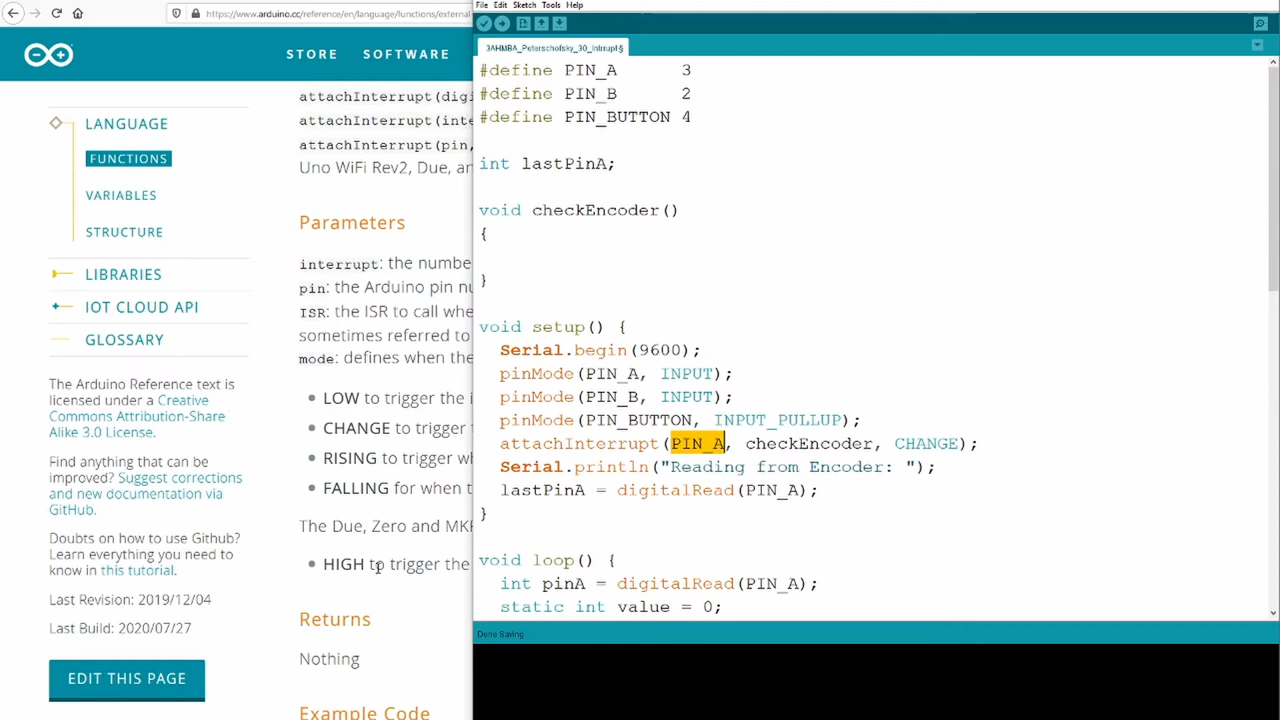 https://www.arduino.cc/reference/en/language/functions/external
STORE SOFTWARE
attachInterrupt(digi
attachInterrupt(inte
attachInterrupt(pin,
Uno WiFi Rev2, Due, an
LANGUAGE
FUNCTIONS
VARIABLES
STRUCTURE
LIBRARIES
IOT CLOUD API
GLOSSARY
The Arduino Reference text is
licensed under a Creative
Commons Attribution-Share
Alike 3.0 License.
Find anything that can be
improved? Suggest corrections
and new documentation via
GitHub.
Doubts on how to use Github?
Learn everything you need to
know in this tutorial.
Last Revision: 2019/12/04
Last Build: 2020/07/27
EDIT THIS PAGE
Parameters
interrupt: the numbe
pin: the Arduino pin nu
ISR: the ISR to call whe
sometimes referred to
mode: defines when the
LOW to trigger the i
CHANGE to trigger
RISING to trigger wh
FALLING for when t
The Due, Zero and MKR
HIGH to trigger the
Returns
Nothing
Example Code
File Edit Sketch Tools Help
3AHMBA_Peterschofsky_30_Intrrupt §
#define PIN_A 3
#define PIN_B 2
#define PIN_BUTTON 4
int lastPinA;
void checkEncoder()
{
}
void setup() {
Serial.begin(9600);
pinMode(PIN_A, INPUT);
pinMode(PIN_B, INPUT);
pinMode(PIN_BUTTON, INPUT_PULLUP);
attachInterrupt(PIN_A, checkEncoder, CHANGE);
Serial.println("Reading from Encoder: ");
lastPinA = digitalRead(PIN_A);
}
void loop() {
int pinA = digitalRead(PIN_A);
static int value = 0;
Done Saving.